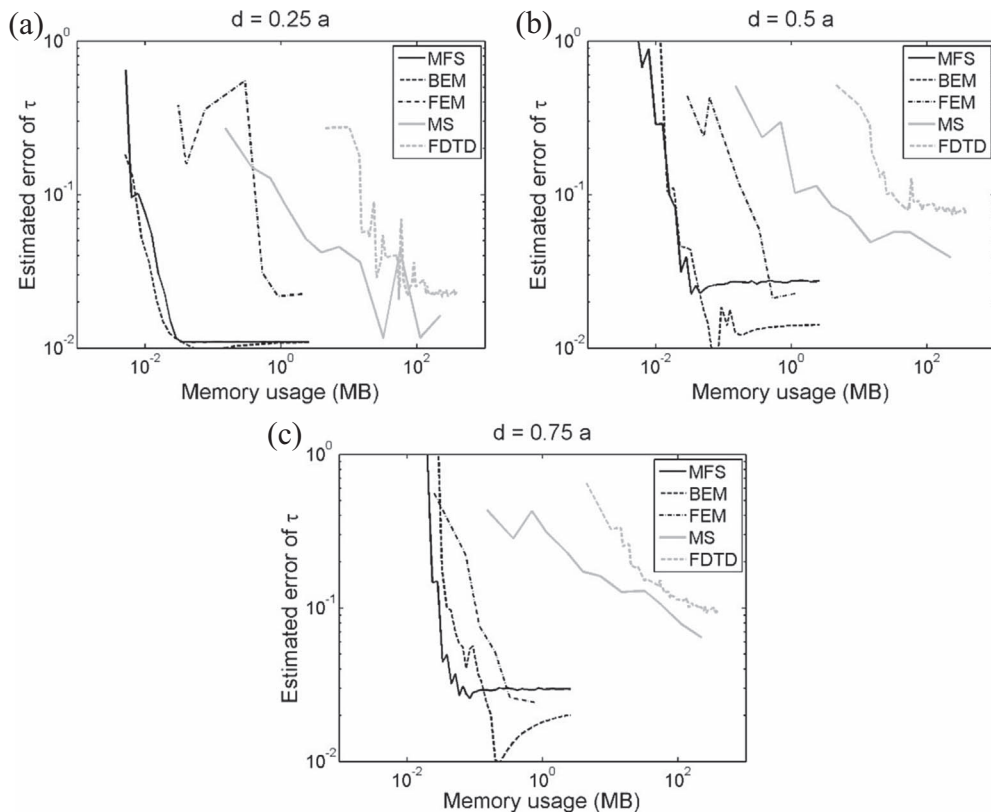 (a)
d = 0.25 a
Estimated error of τ
10^0
10^-1
10^-2
10^-2
10^0
10^2
Memory usage (MB)
MFS
BEM
FEM
MS
FDTD
(b)
d = 0.5 a
Estimated error of τ
10^0
10^-1
10^-2
10^-2
10^0
10^2
Memory usage (MB)
MFS
BEM
FEM
MS
FDTD
(c)
d = 0.75 a
Estimated error of τ
10^0
10^-1
10^-2
10^-2
10^0
10^2
Memory usage (MB)
MFS
BEM
FEM
MS
FDTD